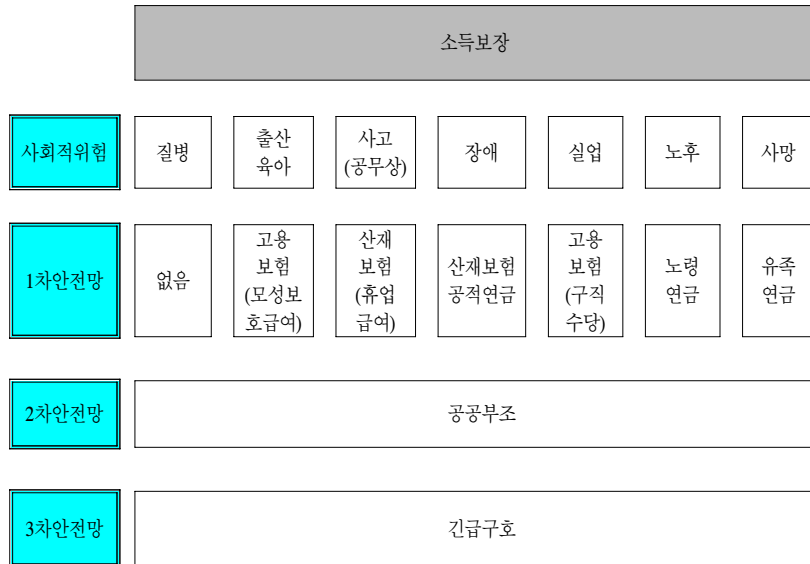 소득보장
사회적위험
질병
출산
육아
사고
(공무상)
장애
실업
노후
사망
1차안전망
없음
고용
보험
(모성보
호급여)
산재
보험
(휴업
급여)
산재보험
공적연금
고용
보험
(구직
수당)
노령
연금
유족
연금
2차안전망
공공부조
3차안전망
긴급구호